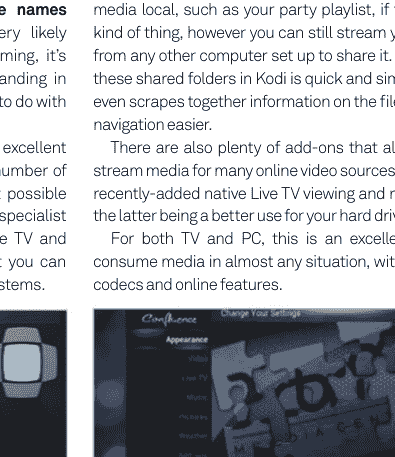 e names
ery likely
ming, it's
anding in
to do with
excellent
number of
possible
specialist
e TV and
t you can
stems.
media local, such as your party playlist, if
kind of thing, however you can still stream y
from any other computer set up to share it.
these shared folders in Kodi is quick and sim
even scrapes together information on the file
navigation easier.
There are also plenty of add-ons that al
stream media for many online video sources
recently-added native Live TV viewing and r
the latter being a better use for your hard driv
For both TV and PC, this is an excelle
consume media in almost any situation, wit
codecs and online features.
Confluence
Change Your Settings
Appearance
Video
Live TV
Music
Pictures
Weather